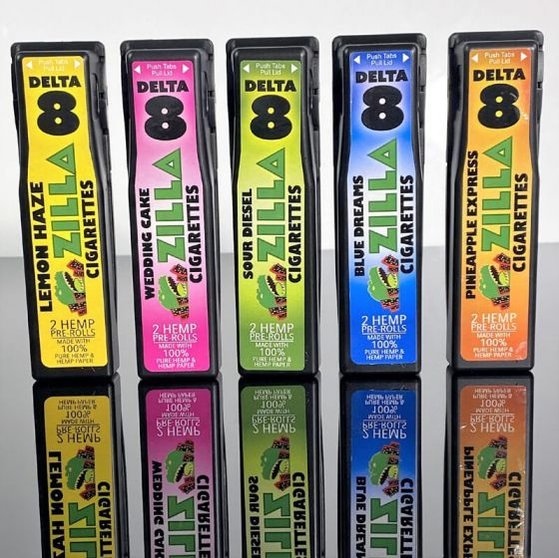 Push Tabs
Pull Lid
DELTA
8
LEMON HAZE
ZILLA
CIGARETTES
2 HEMP
PRE-ROLLS
MADE WITH
100%
PURE HEMP &
HEMP PAPER
Push Tabs
Pull Lid
DELTA
8
WEDDING CAKE
ZILLA
CIGARETTES
2 HEMP
PRE-ROLLS
MADE WITH
100%
PURE HEMP &
HEMP PAPER
Push Tabs
Pull Lid
DELTA
8
SOUR DIESEL
ZILLA
CIGARETTES
2 HEMP
PRE-ROLLS
MADE WITH
100%
PURE HEMP &
HEMP PAPER
Push Tabs
Pull Lid
DELTA
8
BLUE DREAMS
ZILLA
CIGARETTES
2 HEMP
PRE-ROLLS
MADE WITH
100%
PURE HEMP &
HEMP PAPER
Push Tabs
Pull Lid
DELTA
8
PINEAPPLE EXPRESS
ZILLA
CIGARETTES
2 HEMP
PRE-ROLLS
MADE WITH
100%
PURE HEMP &
HEMP PAPER